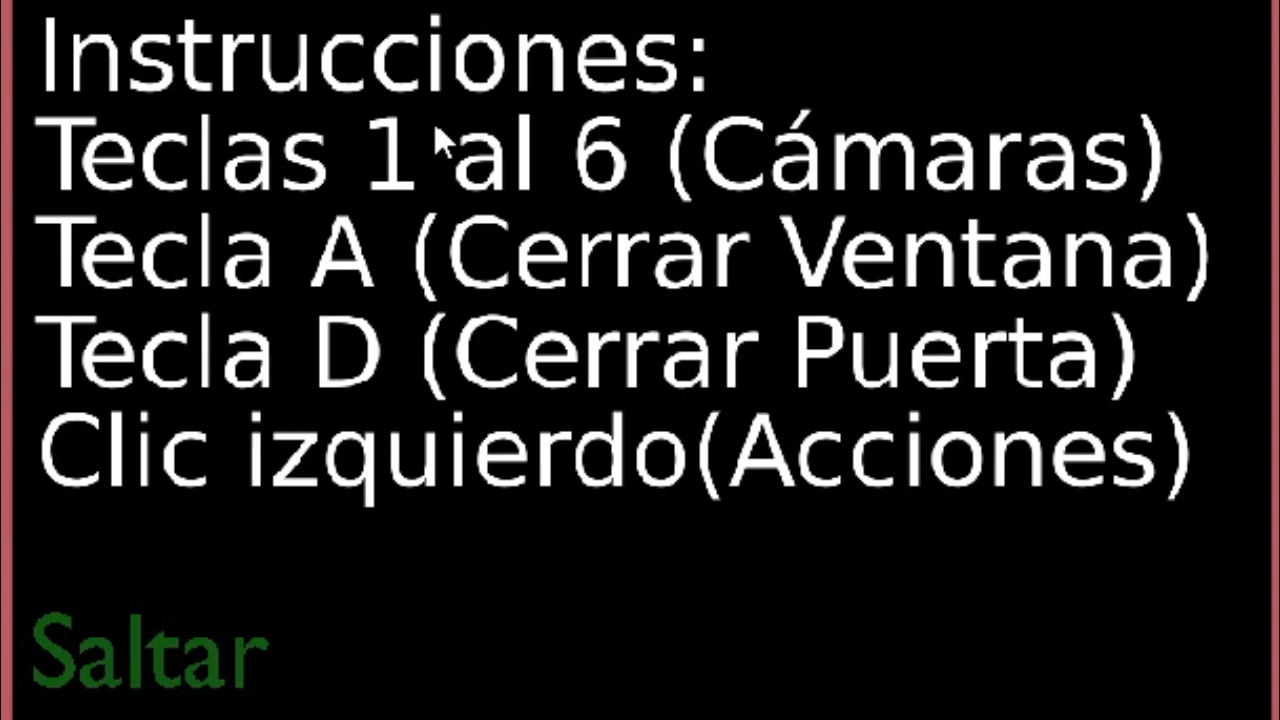 Instrucciones:
Teclas 1 al 6 (Cámaras)
Tecla A (Cerrar Ventana)
Tecla D (Cerrar Puerta)
Clic izquierdo(Acciones)
Saltar